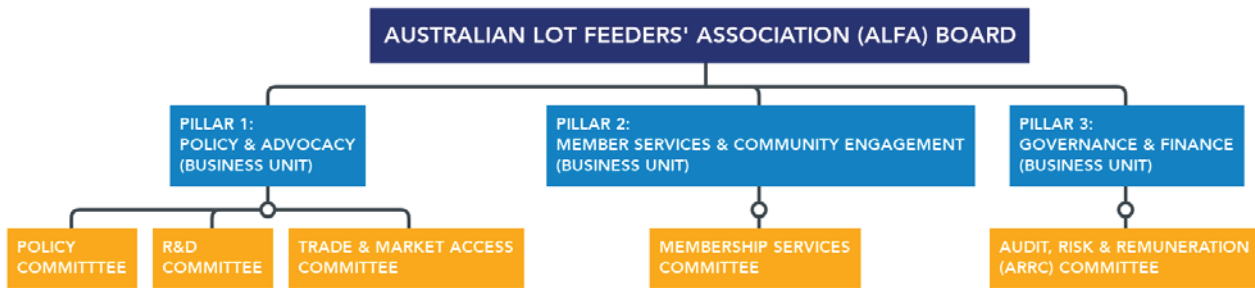 AUSTRALIAN LOT FEEDERS' ASSOCIATION (ALFA) BOARD
PILLAR 1:
POLICY & ADVOCACY
(BUSINESS UNIT)
PILLAR 2:
MEMBER SERVICES & COMMUNITY ENGAGEMENT
(BUSINESS UNIT)
PILLAR 3:
GOVERNANCE & FINANCE
(BUSINESS UNIT)
POLICY
COMMITTTEE
R&D
COMMITTEE
TRADE & MARKET ACCESS
COMMITTEE
MEMBERSHIP SERVICES
COMMITTEE
AUDIT, RISK & REMUNERATION
(ARRC) COMMITTEE